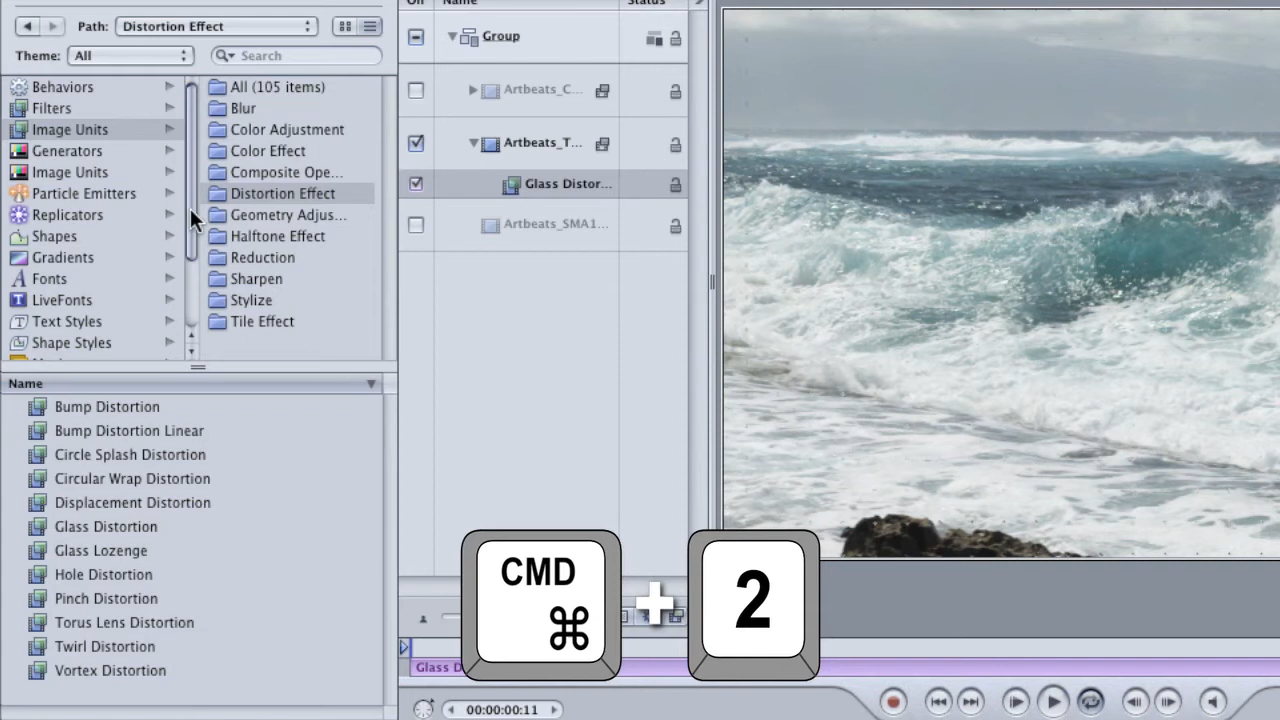 On Name Status
Path: Distortion Effect
Theme: All
Search
Behaviors
Filters
Image Units
Generators
Image Units
Particle Emitters
Replicators
Shapes
Gradients
Fonts
LiveFonts
Text Styles
Shape Styles
All (105 items)
Blur
Color Adjustment
Color Effect
Composite Ope...
Distortion Effect
Geometry Adjus...
Halftone Effect
Reduction
Sharpen
Stylize
Tile Effect
Group
Artbeats_C...
Artbeats_T...
Glass Distor...
Artbeats_SMA1...
Name
Bump Distortion
Bump Distortion Linear
Circle Splash Distortion
Circular Wrap Distortion
Displacement Distortion
Glass Distortion
Glass Lozenge
Hole Distortion
Pinch Distortion
Torus Lens Distortion
Twirl Distortion
Vortex Distortion
CMD
⌘ + 2
Glass D
00:00:00:11